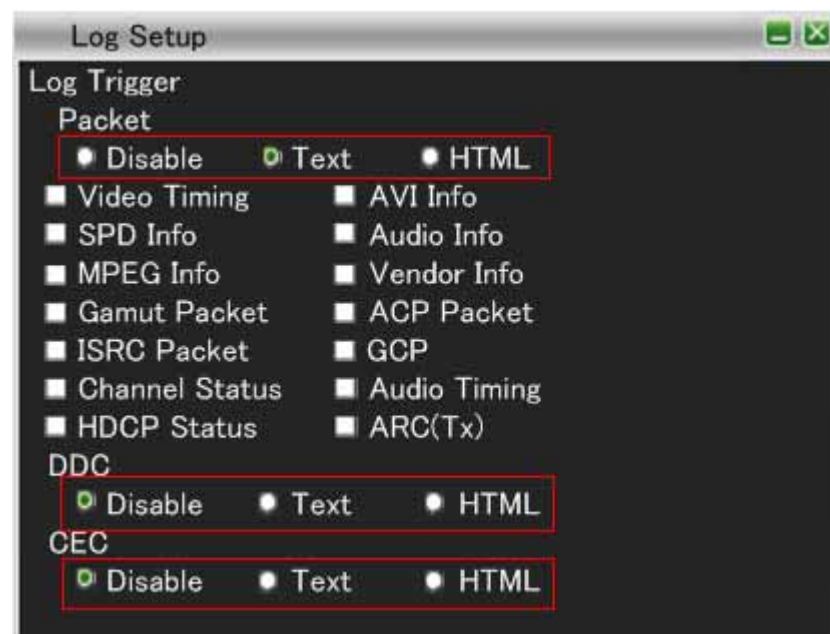 Log Setup
Log Trigger
Packet
Disable Text HTML
Video Timing AVI Info
SPD Info Audio Info
MPEG Info Vendor Info
Gamut Packet ACP Packet
ISRC Packet GCP
Channel Status Audio Timing
HDCP Status ARC(Tx)
DDC
Disable Text HTML
CEC
Disable Text HTML